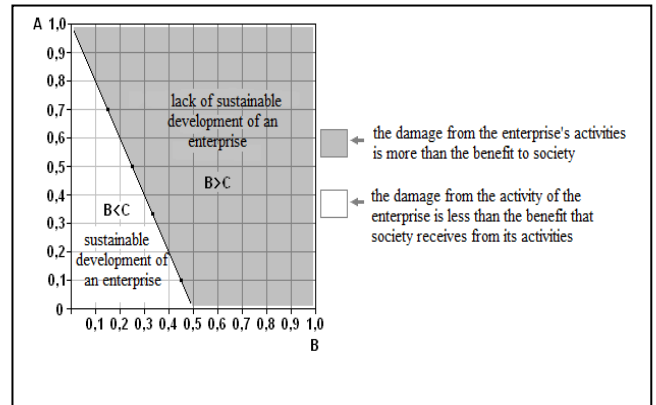 A 1,0
0,9
0,8
0,7
0,6
0,5
0,4
0,3
0,2
0,1
0
lack of sustainable
development of an
enterprise
B>C
B<C
sustainable
development of
an enterprise
0,1 0,2 0,3 0,4 0,5 0,6 0,7 0,8 0,9 1,0
B
the damage from the enterprise's activities
is more than the benefit to society
the damage from the activity of the
enterprise is less than the benefit that
society receives from its activities